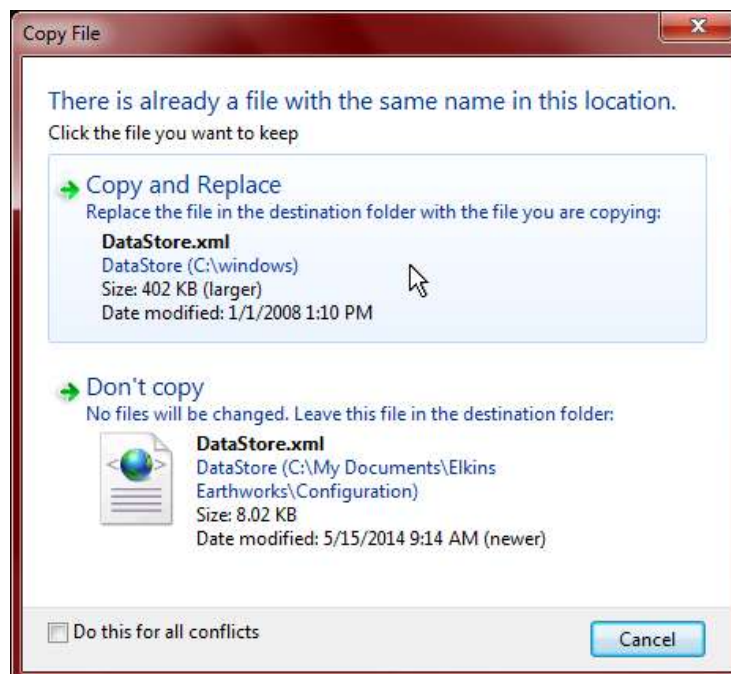 Copy File
There is already a file with the same name in this location.
Click the file you want to keep
Copy and Replace
Replace the file in the destination folder with the file you are copying:
DataStore.xml
DataStore (C:\windows)
Size: 402 KB (larger)
Date modified: 1/1/2008 1:10 PM
Don't copy
No files will be changed. Leave this file in the destination folder:
DataStore.xml
DataStore (C:\My Documents\Elkins
Earthworks\Configuration)
Size: 8.02 KB
Date modified: 5/15/2014 9:14 AM (newer)
Do this for all conflicts
Cancel